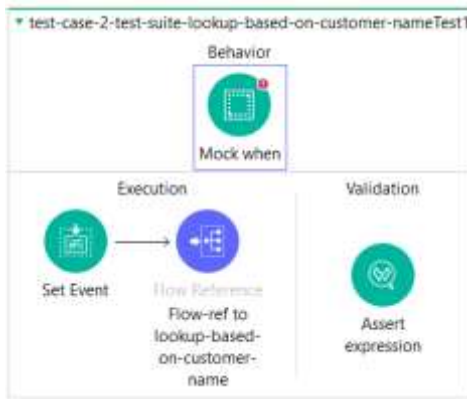 test-case-2-test-suite-lookup-based-on-customer-nameTest1
Behavior
Mock when
Execution
Validation
Set Event
Flow Reference
Flow-ref to
lookup-based-
on-customer-
name
Assert
expression